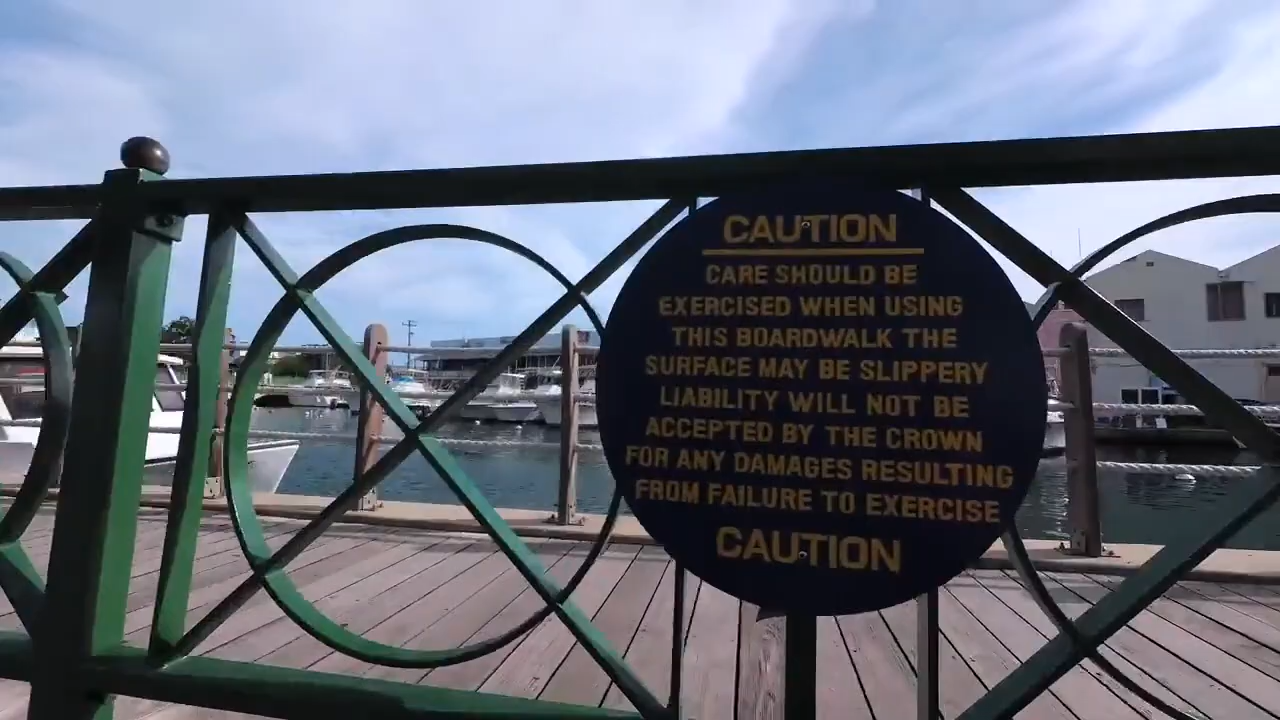 CAUTION
CARE SHOULD BE
EXERCISED WHEN USING
THIS BOARDWALK THE
SURFACE MAY BE SLIPPERY
LIABILITY WILL NOT BE
ACCEPTED BY THE CROWN
FOR ANY DAMAGES RESULTING
FROM FAILURE TO EXERCISE
CAUTION